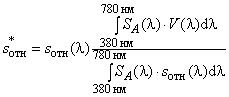 s*отн = sотн(λ) 780 нм ∫ 380 нм SA(λ) · V(λ)dλ / 780 нм ∫ 380 нм SA(λ) · sотн(λ)dλ